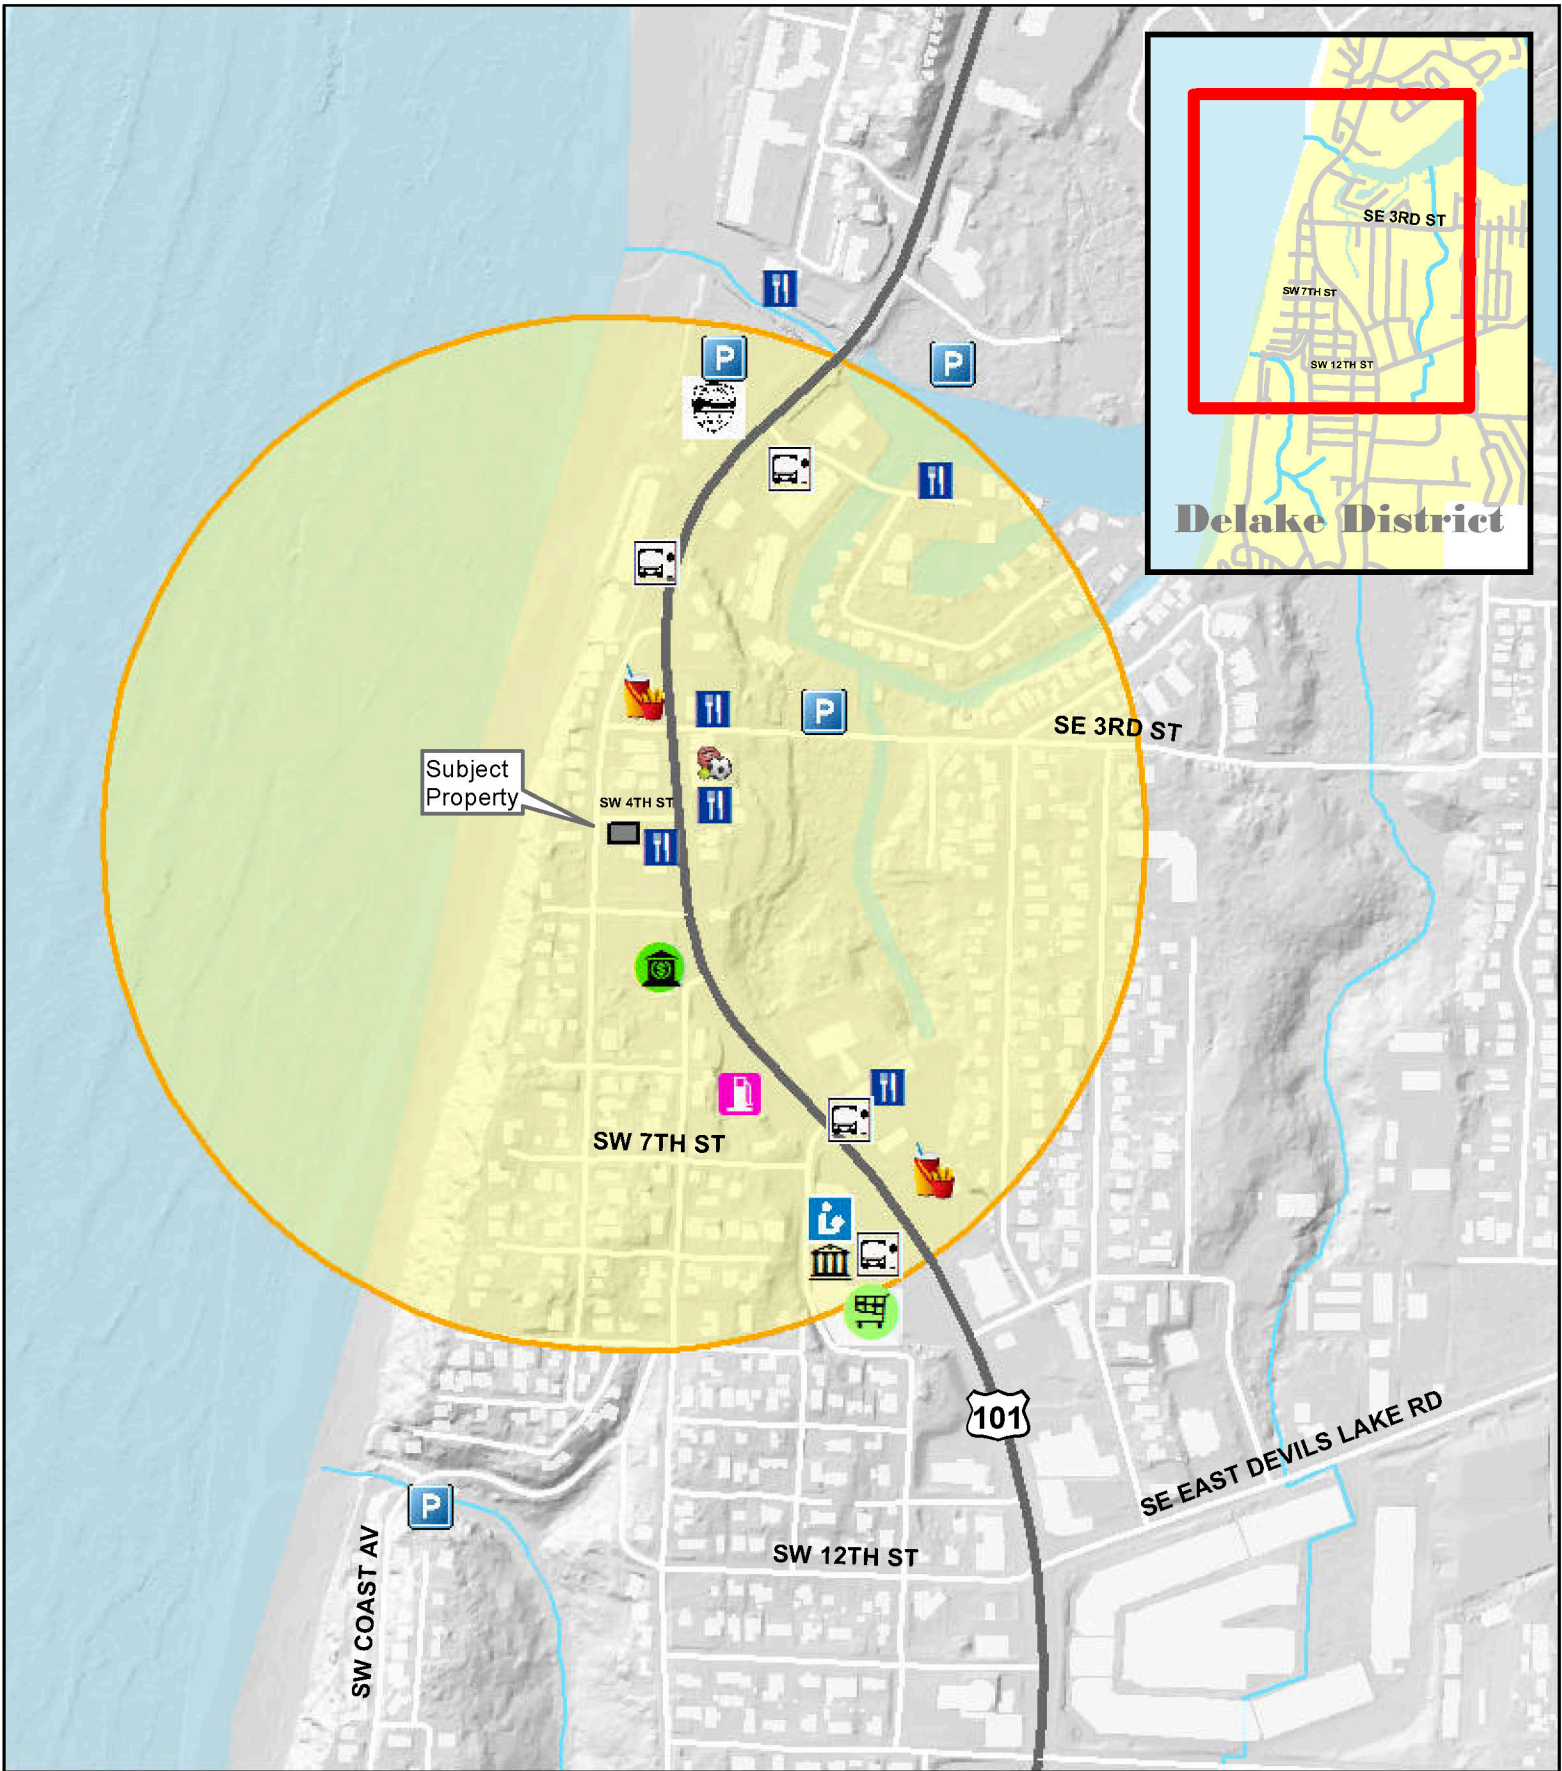 SE 3RD ST
SW 7TH ST
SW 12TH ST
Delake District
P
P
P
SE 3RD ST
Subject
Property
SW 4TH ST
$
SW 7TH ST
101
SE EAST DEVILS LAKE RD
P
SW 12TH ST
SW COAST AV